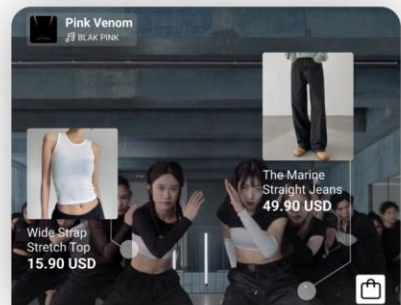 Pink Venom
BLAK PINK
The Marine
Straight Jeans
49.90 USD
Wide Strap
Stretch Top
15.90 USD